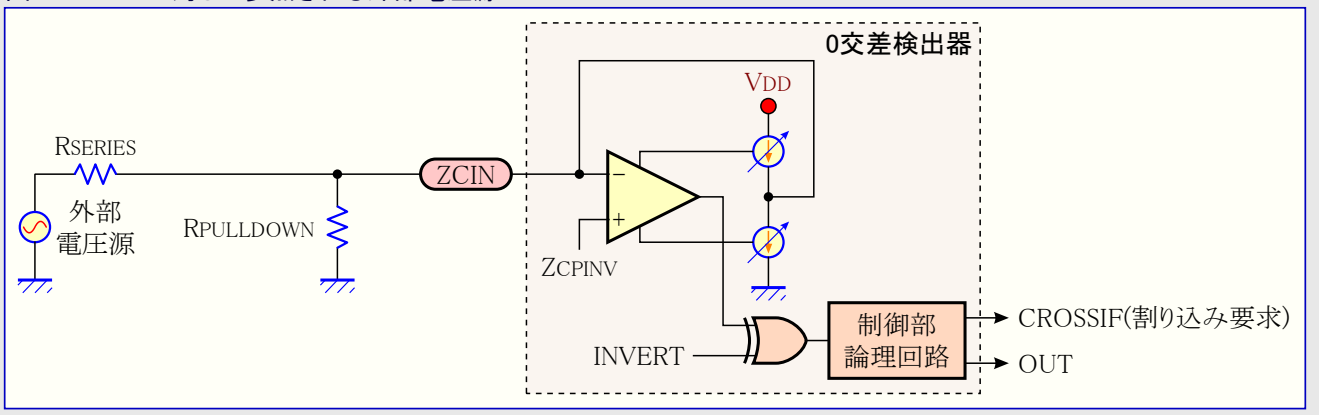 0交差検出器
VDD
RSERIES
ZCIN
外部
電圧源
RPULLDOWN
−
+
ZCPINV
INVERT
制御部
論理回路
CROSSIF(割り込み要求)
OUT